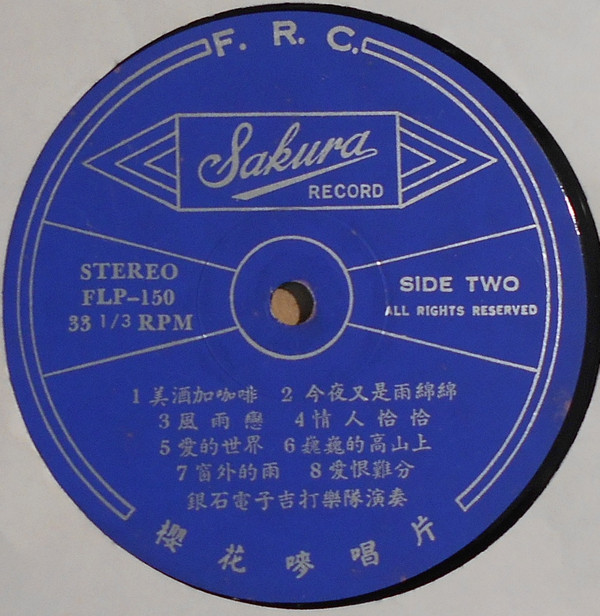 F. R. C.
Sakura
RECORD
STEREO
FLP-150
33 1/3 RPM
SIDE TWO
ALL RIGHTS RESERVED
1 美酒加咖啡 2 今夜又是雨綿綿
3 風雨戀 4 情人恰恰
5 愛的世界 6 巍巍的高山上
7 窗外的雨 8 愛恨難分
銀石電子吉打樂隊演奏
櫻花嘜唱片